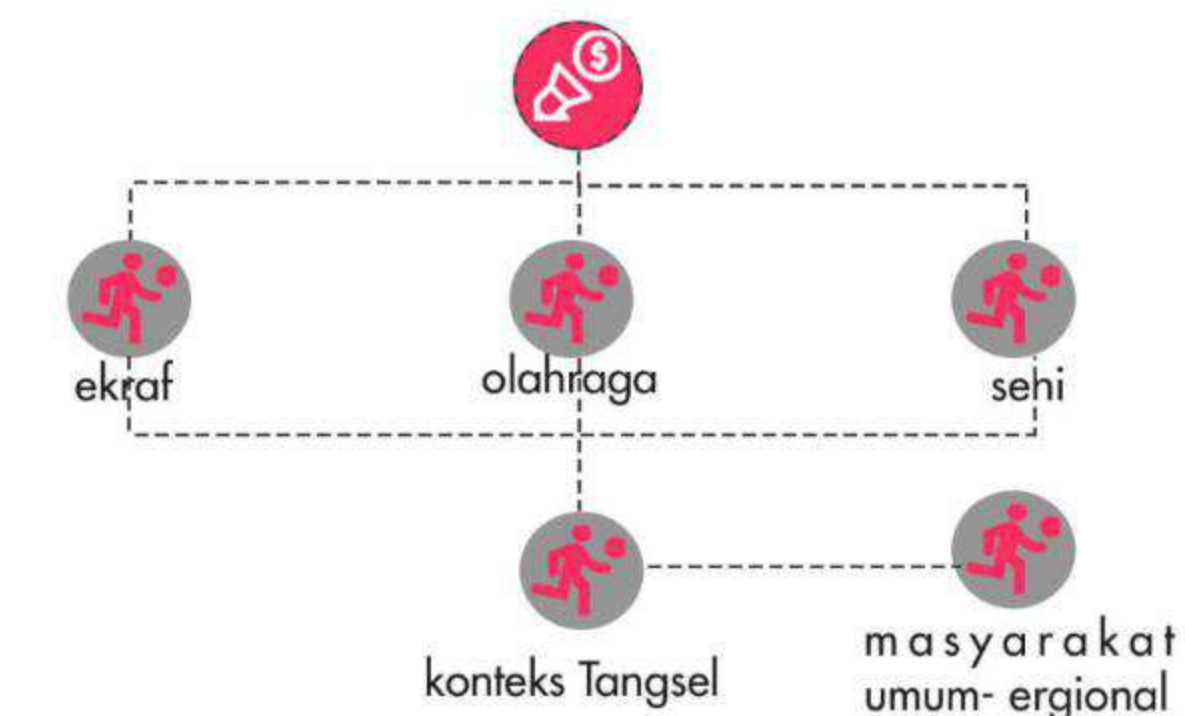 $
ekraf
olahraga
sehi
konteks Tangsel
masyarakat
umum- ergional